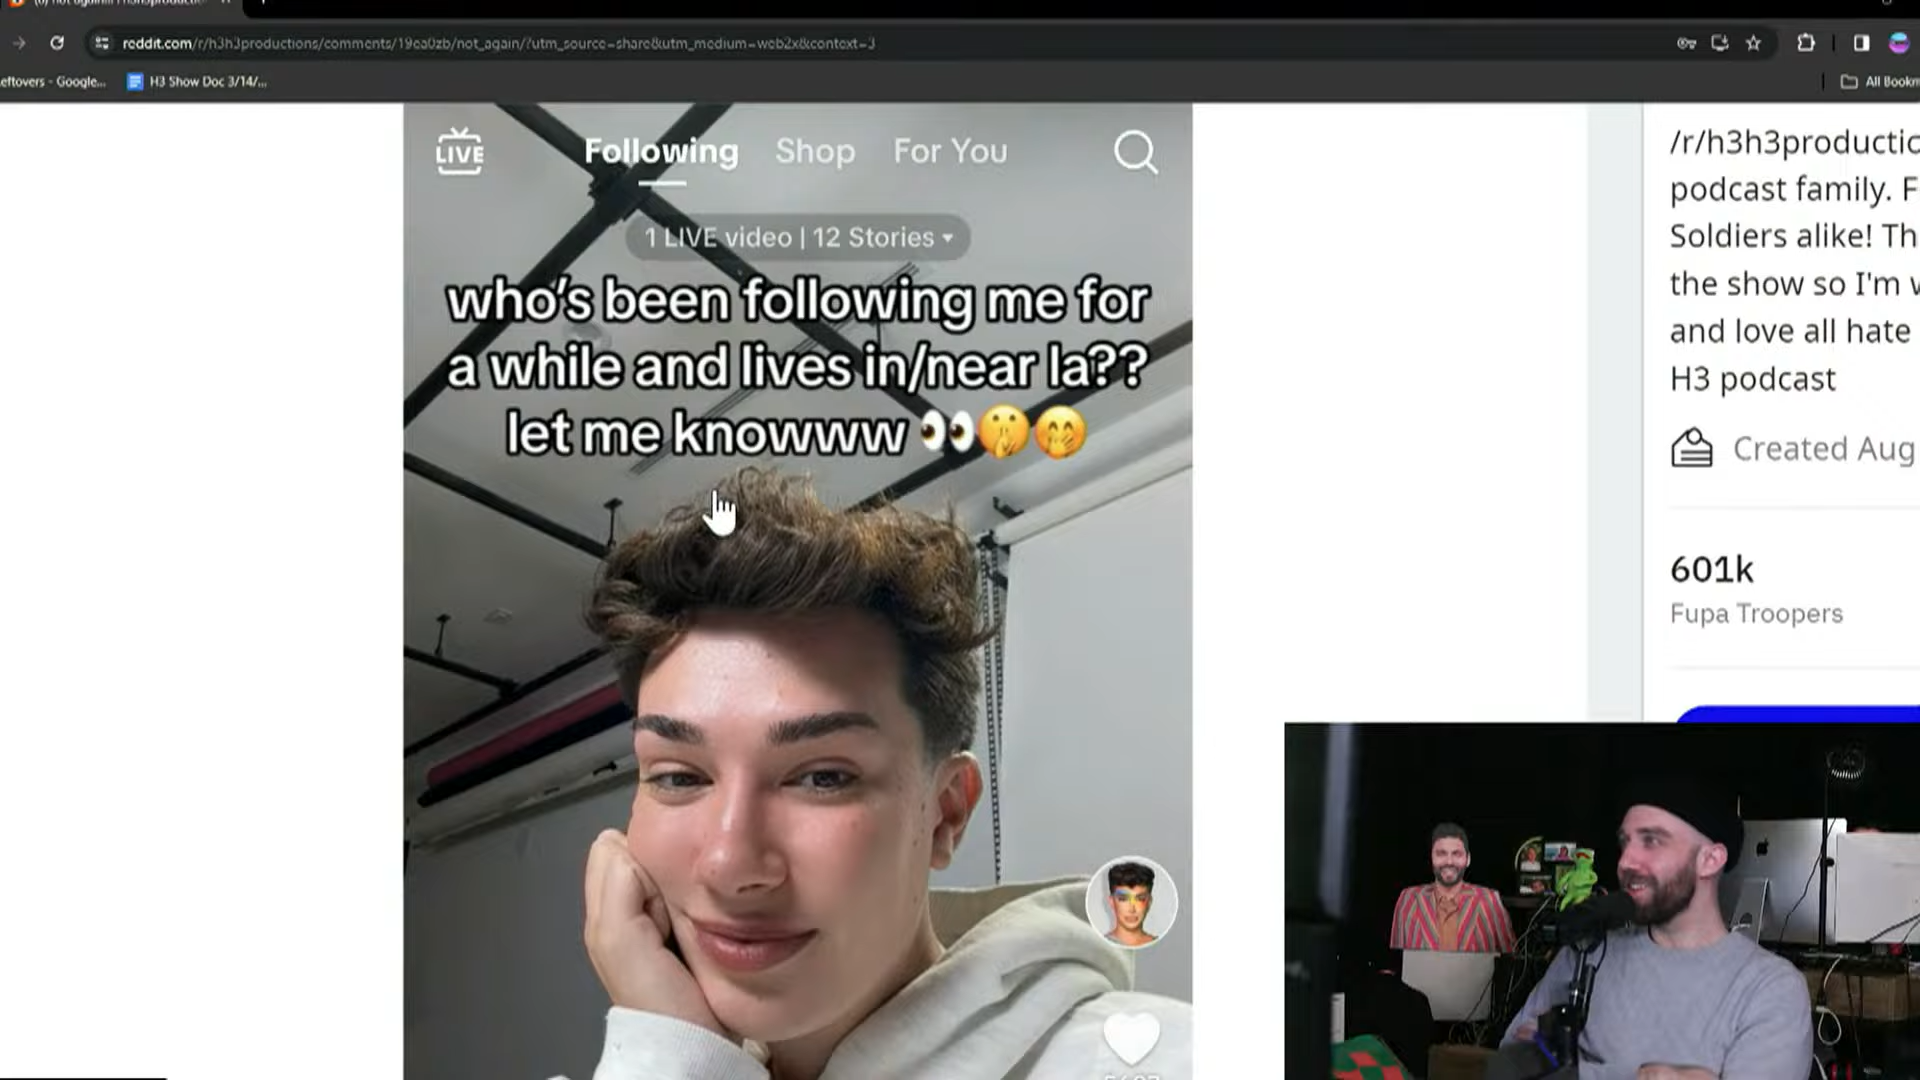 reddit.com/r/h3h3productions/comments/19ea0zb/not_again/?utm_source=share&utm_medium=web2x&context=3
eftovers - Google...
H3 Show Doc 3/14/...
All Bookm
LIVE
Following
Shop
For You
1 LIVE video | 12 Stories
who's been following me for
a while and lives in/near la??
let me knowww 👀🤫🤭
/r/h3h3productio
podcast family. F
Soldiers alike! Th
the show so I'm w
and love all hate
H3 podcast
Created Aug
601k
Fupa Troopers